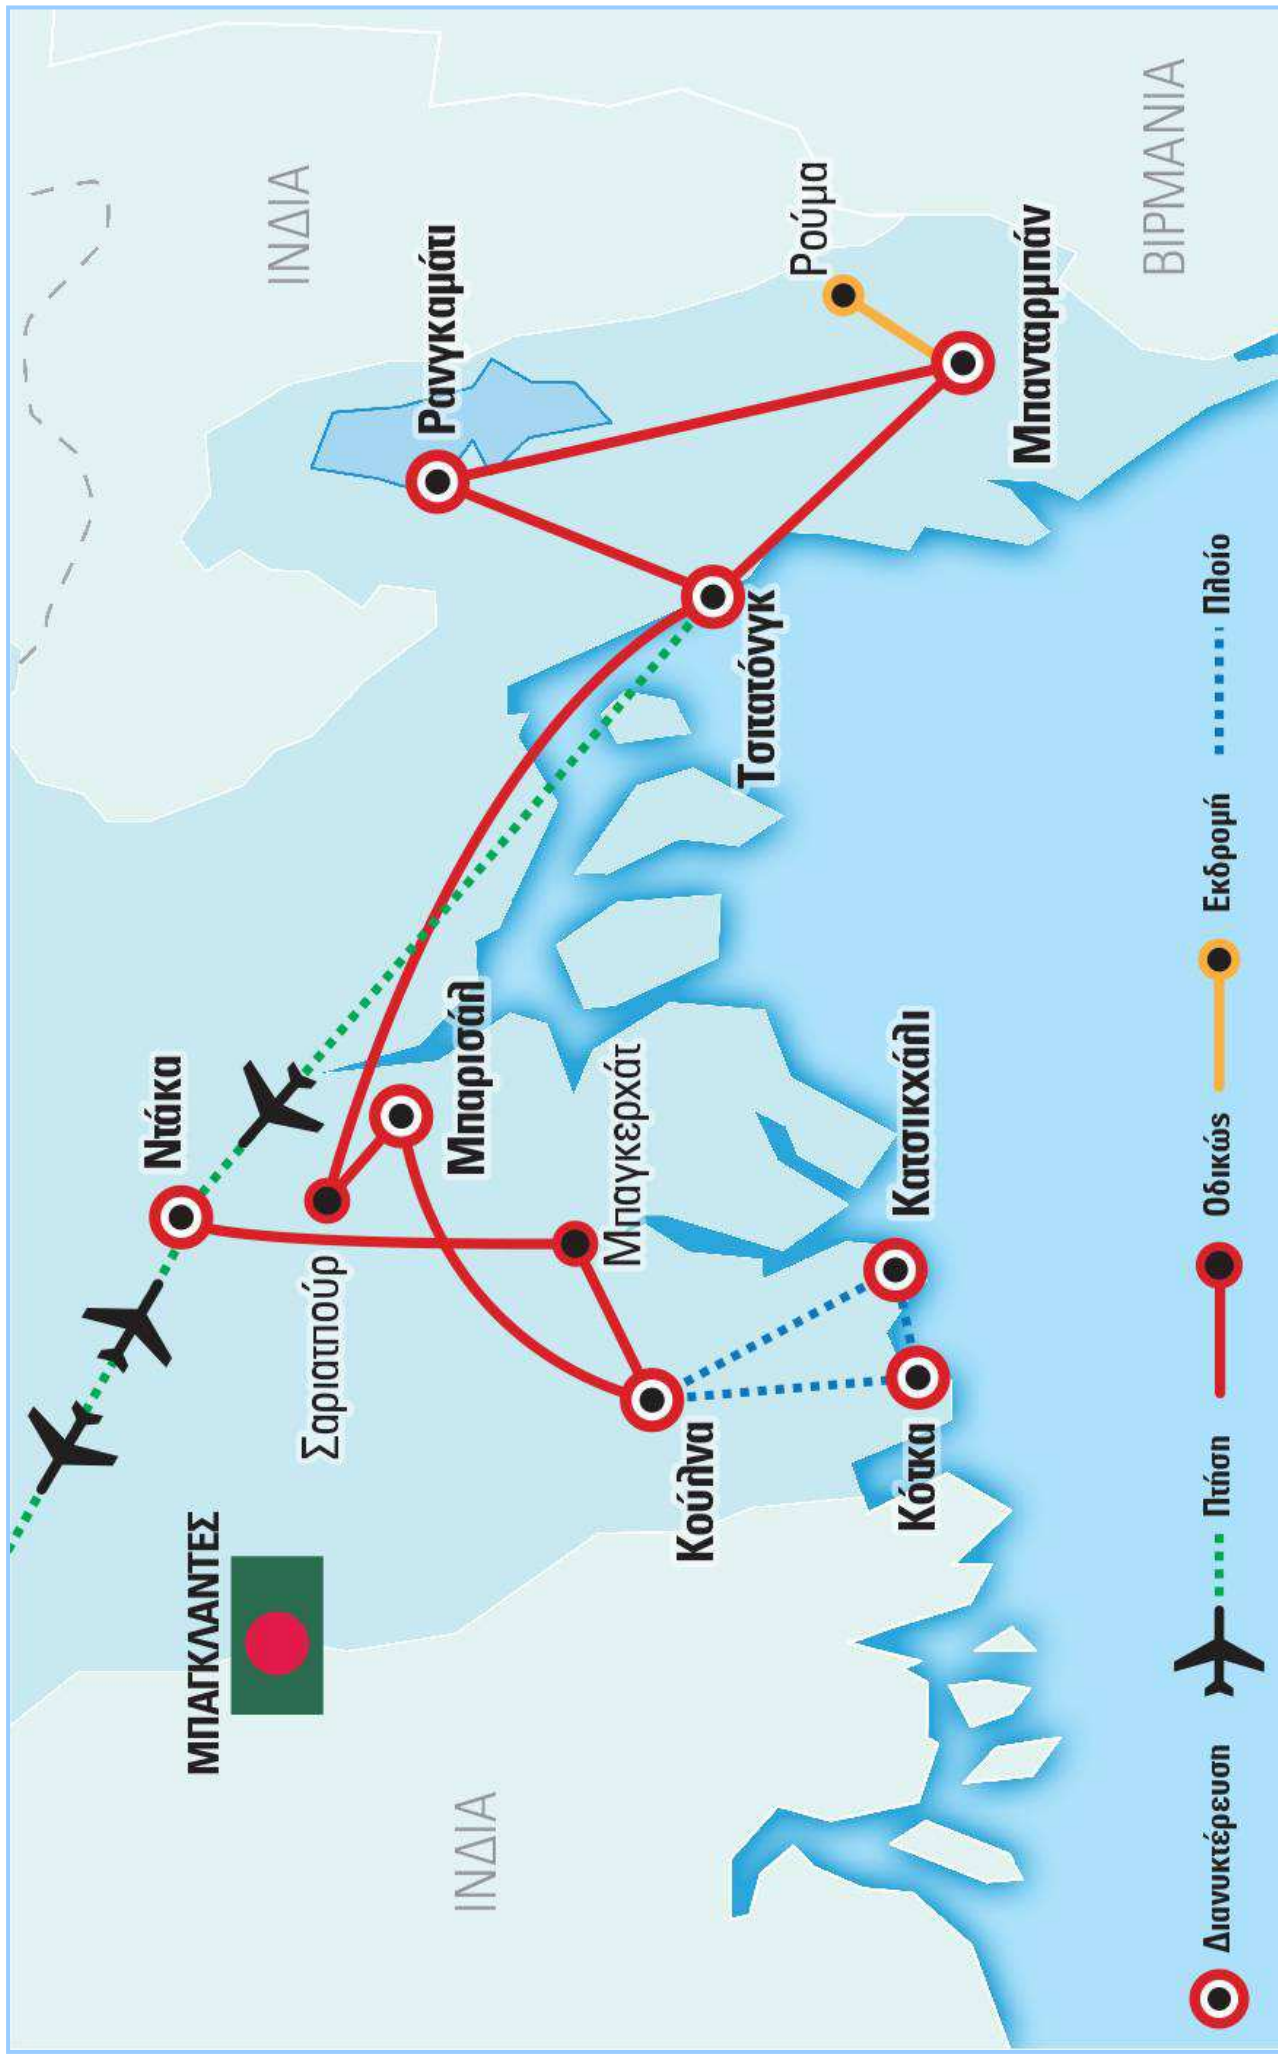 ΜΠΑΓΚΛΑΝΤΕΣ
Ντάκα
ΙΝΔΙΑ
Σαριατπούρ
Μπαρισάλ
Ρανγκαμάτι
ΙΝΔΙΑ
Μπαγκερχάτ
Κούλνα
Τσιτατόνγκ
Ρούμα
Κότκα
Κατσικχάλι
Μπανταρμπάν
ΒΙΡΜΑΝΙΑ
Διανυκτέρευση
Πτήση
Οδικώς
Εκδρομή
Πλοίο